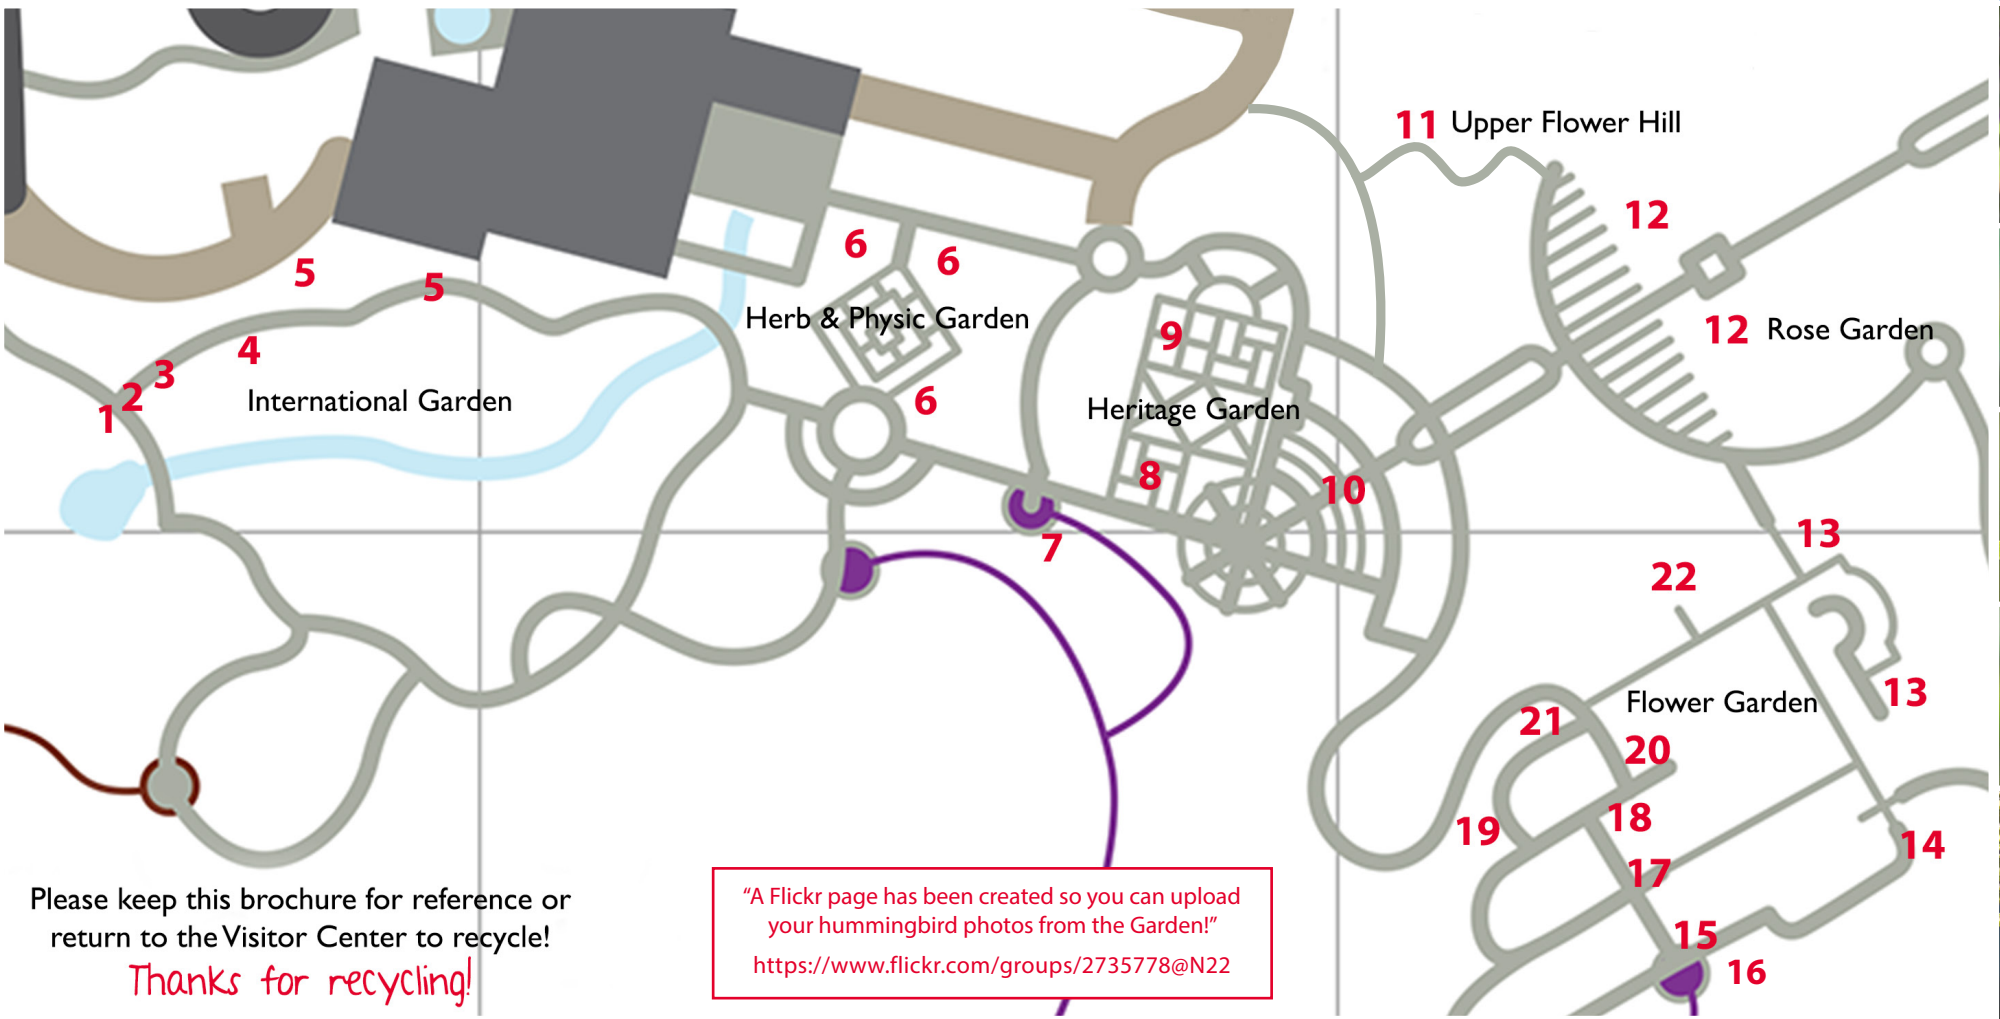 11 Upper Flower Hill
12
6
6
5
5
Herb & Physic Garden
12 Rose Garden
9
4
3
2
1
International Garden
6
Heritage Garden
8
10
7
13
22
13
Flower Garden
21
20
18
19
14
17
15
16
Please keep this brochure for reference or
return to the Visitor Center to recycle!
Thanks for recycling!
“A Flickr page has been created so you can upload
your hummingbird photos from the Garden!”
https://www.flickr.com/groups/2735778@N22